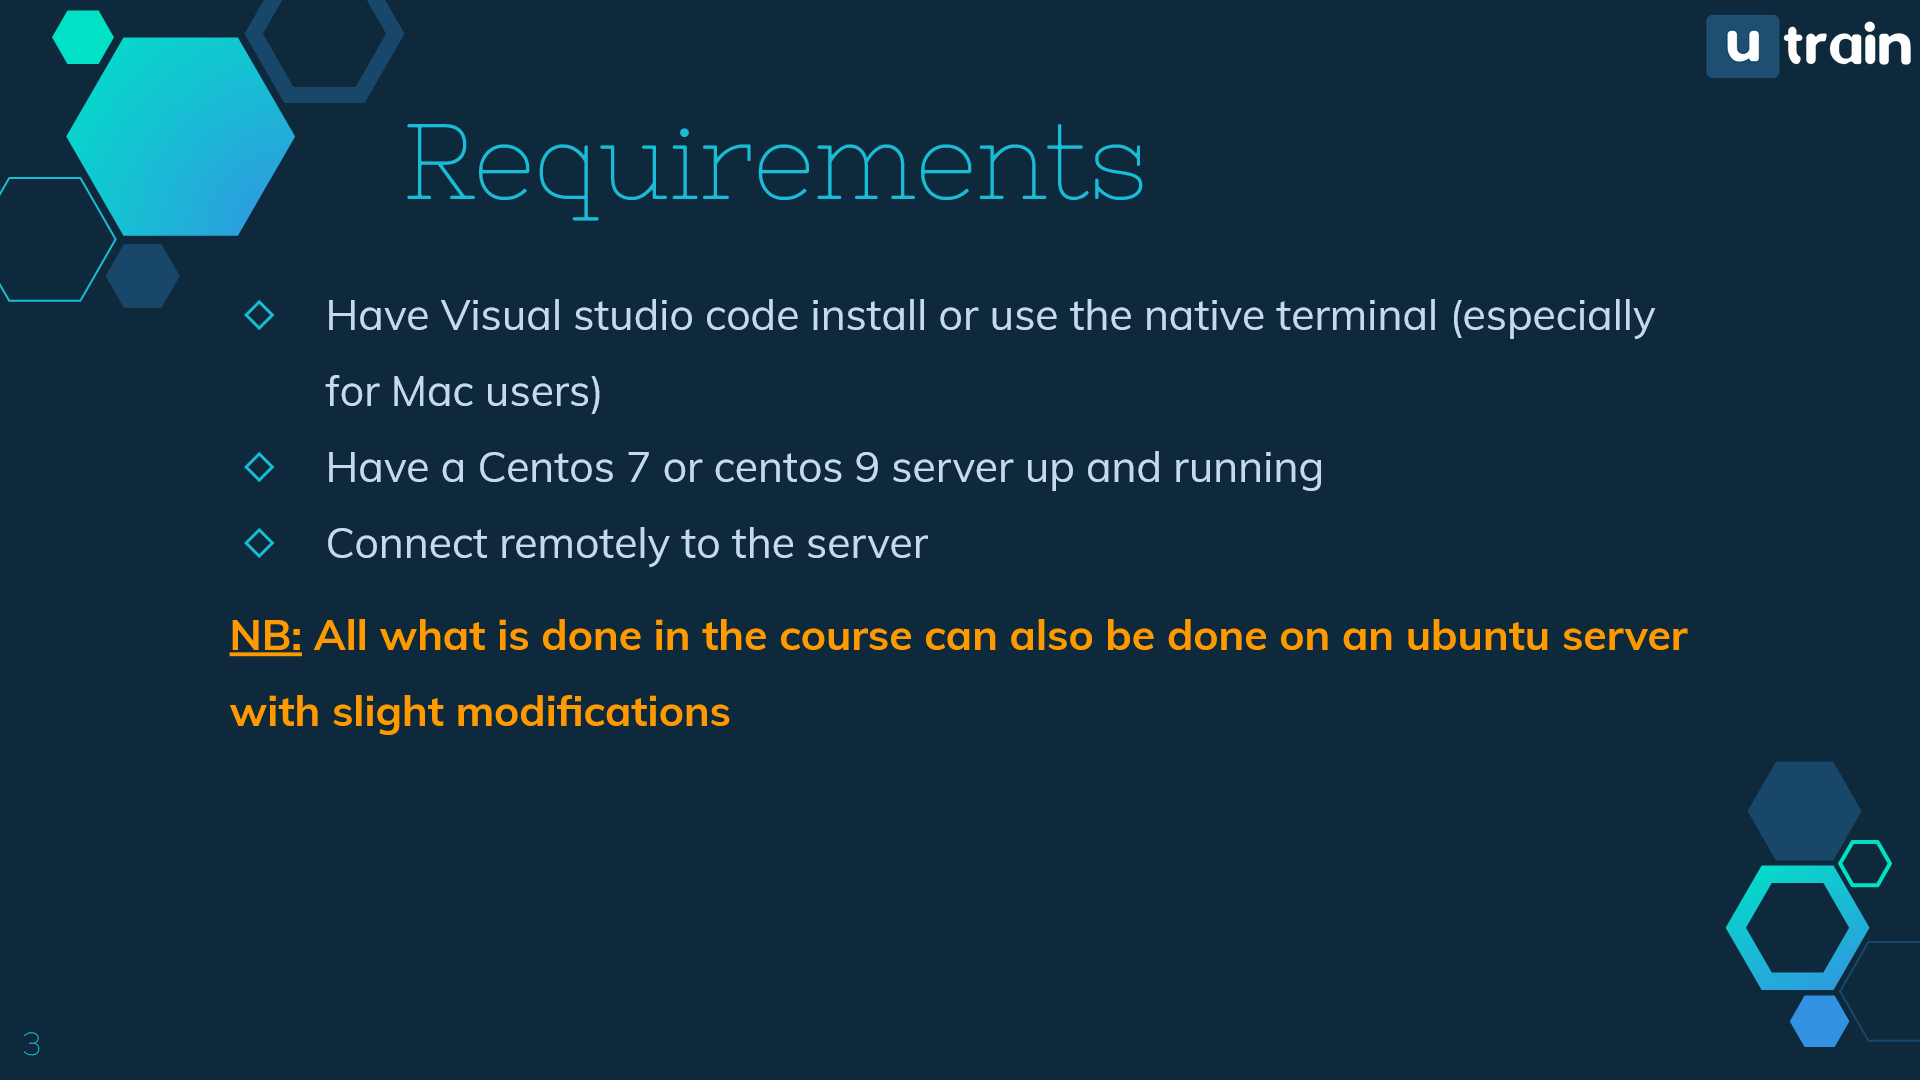 u train
Requirements
Have Visual studio code install or use the native terminal (especially
for Mac users)
Have a Centos 7 or centos 9 server up and running
Connect remotely to the server
NB: All what is done in the course can also be done on an ubuntu server
with slight modifications
3